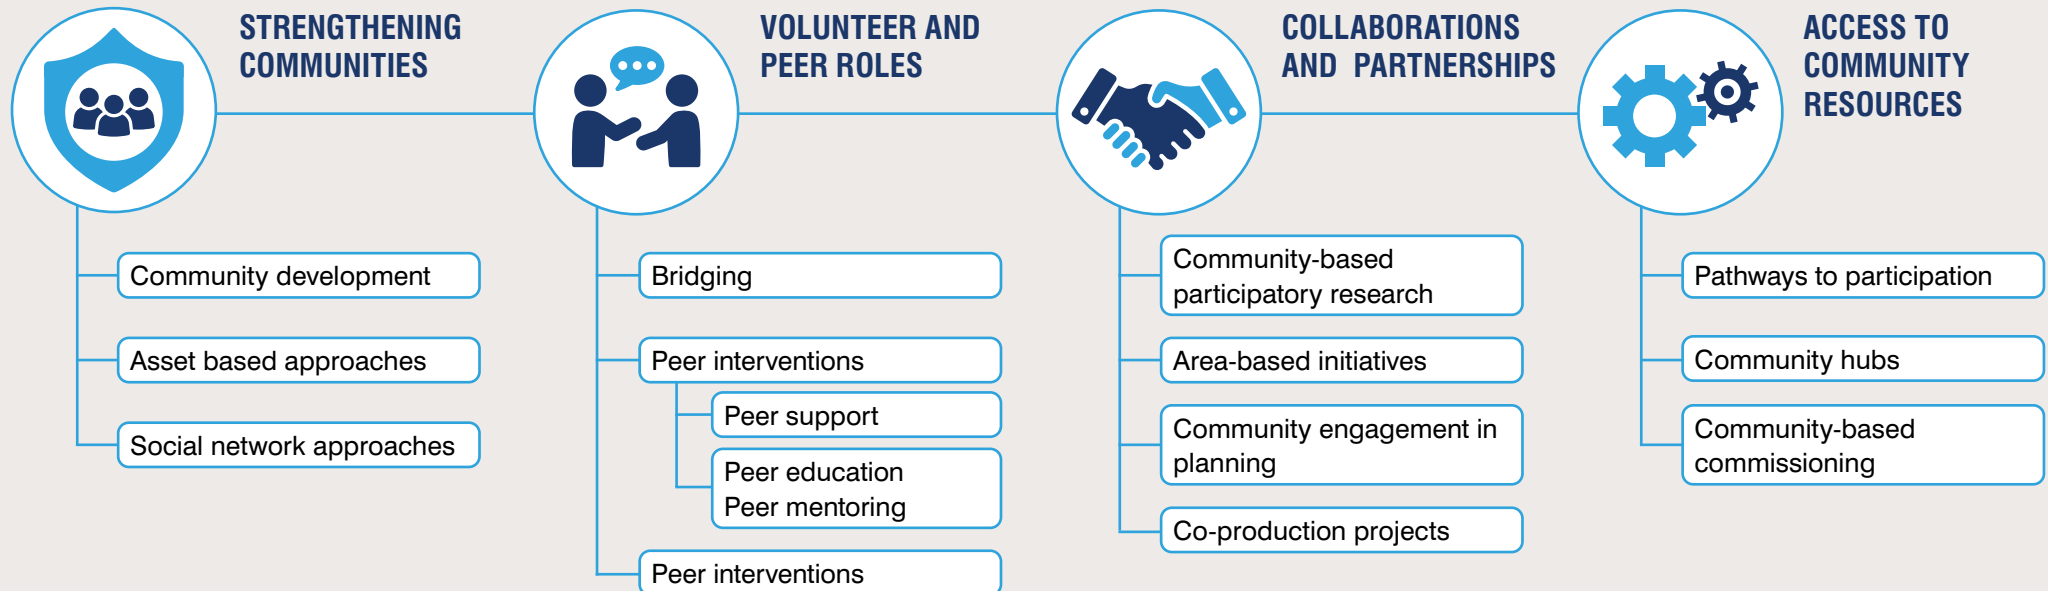 STRENGTHENING
COMMUNITIES
Community development
Asset based approaches
Social network approaches
VOLUNTEER AND
PEER ROLES
Bridging
Peer interventions
Peer support
Peer education
Peer mentoring
Peer interventions
COLLABORATIONS
AND PARTNERSHIPS
Community-based
participatory research
Area-based initiatives
Community engagement in
planning
Co-production projects
ACCESS TO
COMMUNITY
RESOURCES
Pathways to participation
Community hubs
Community-based
commissioning